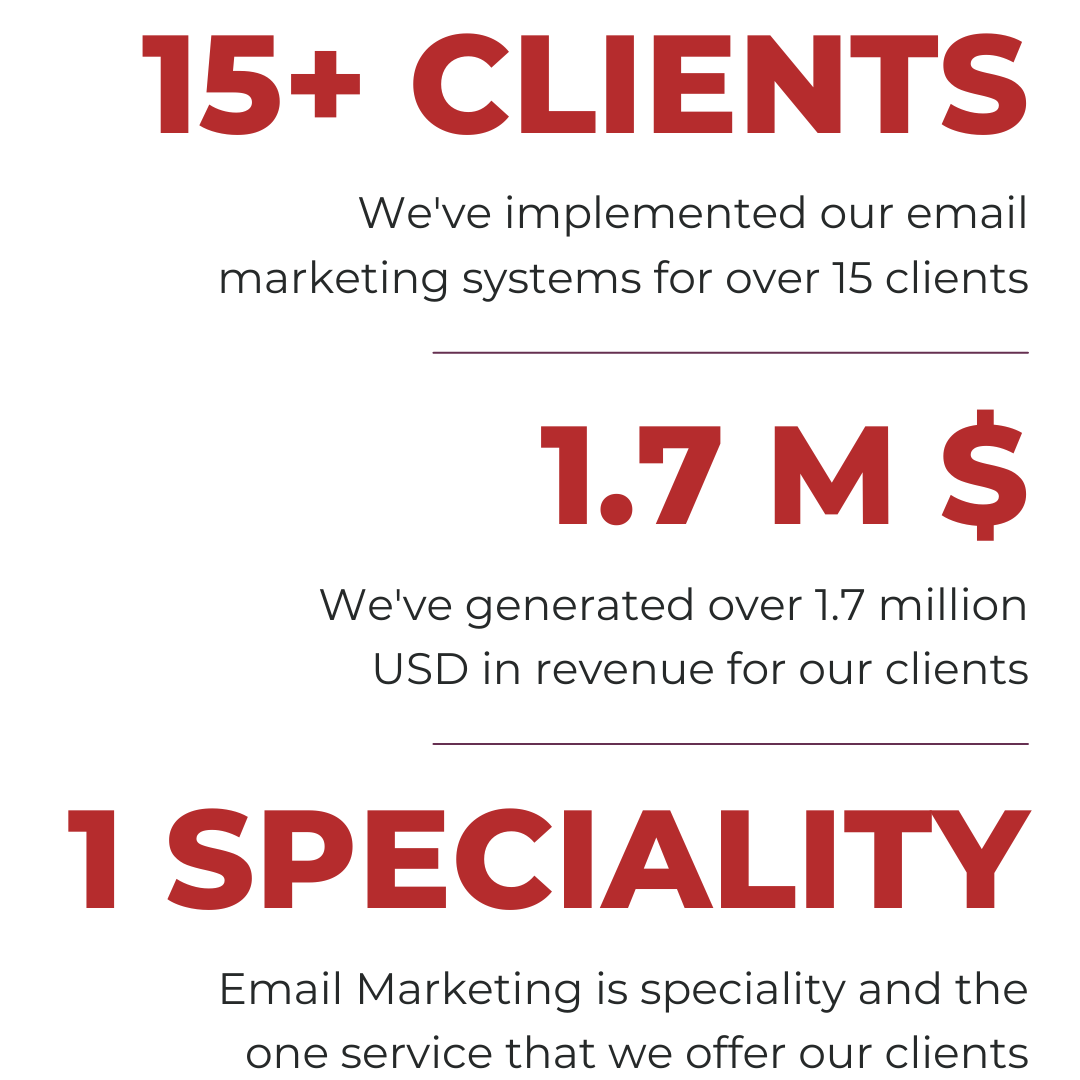 15+ CLIENTS
We've implemented our email
marketing systems for over 15 clients
1.7 M $
We've generated over 1.7 million
USD in revenue for our clients
1 SPECIALITY
Email Marketing is speciality and the
one service that we offer our clients